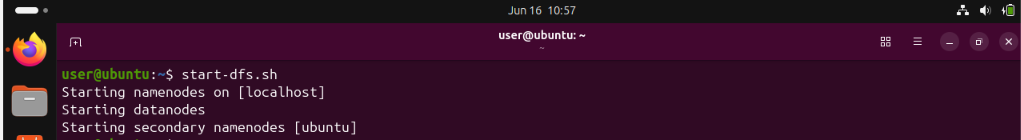 Jun 16 10:57
user@ubuntu: ~
~
user@ubuntu:~$ start-dfs.sh
Starting namenodes on [localhost]
Starting datanodes
Starting secondary namenodes [ubuntu]